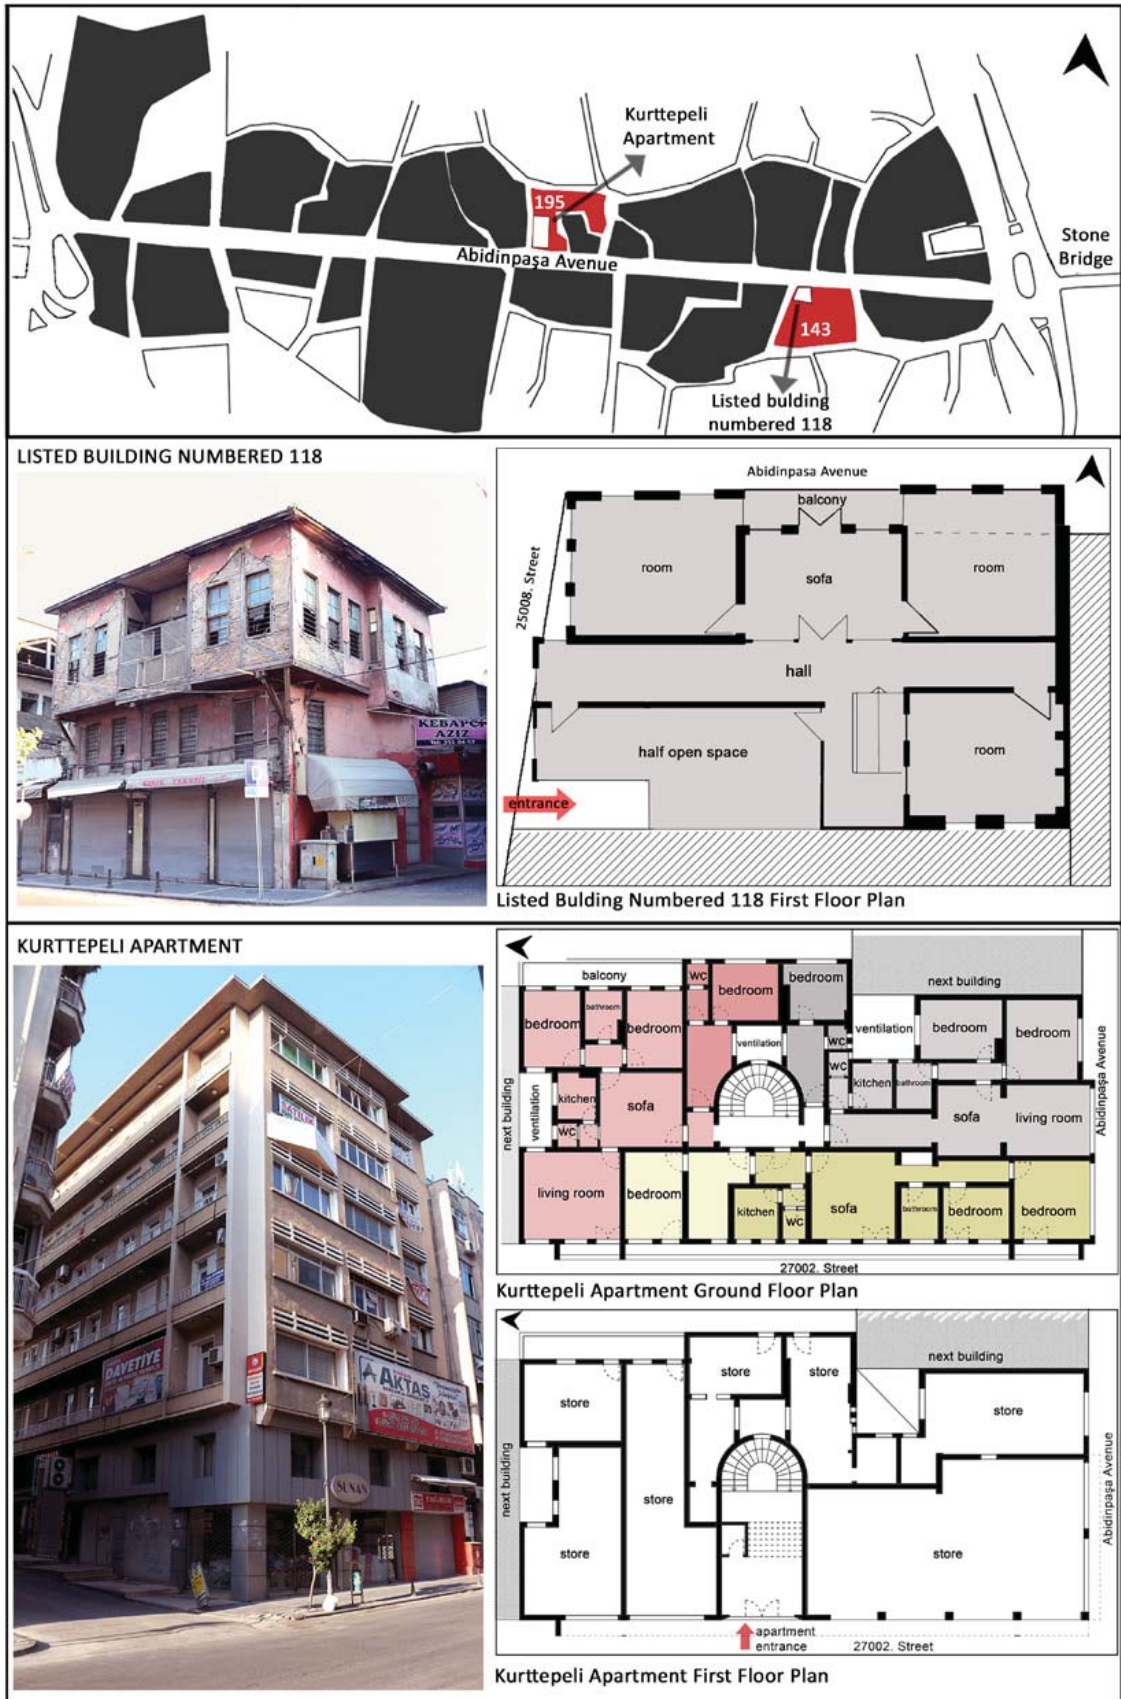 Kurttepeli
Apartment
195
Abidinpaşa Avenue
Stone
Bridge
143
Listed bulding
numbered 118
LISTED BUILDING NUMBERED 118
KEBAPÇI
AZIZ
Abidinpasa Avenue
balcony
25008. Street
room
sofa
room
hall
half open space
room
entrance
Listed Bulding Numbered 118 First Floor Plan
KURTTEPELI APARTMENT
DAVETİYE
AKTAŞ
SUNAN
balcony
wc
bedroom
bedroom
next building
bedroom
bathroom
bedroom
ventilation
wc
ventilation
bedroom
bedroom
next building
ventilation
kitchen
wc
sofa
wc
kitchen
bathroom
sofa
living room
Abidinpaşa Avenue
living room
bedroom
kitchen
wc
sofa
bathroom
bedroom
bedroom
27002. Street
Kurttepeli Apartment Ground Floor Plan
next building
store
store
store
store
next building
store
store
store
Abidinpaşa Avenue
apartment
entrance
27002. Street
Kurttepeli Apartment First Floor Plan